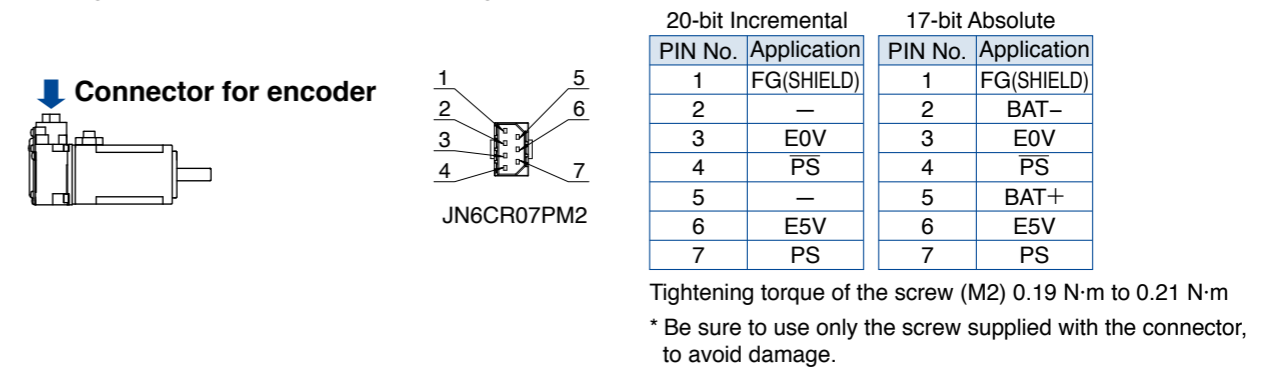 Connector for encoder
1 5
2 6
3
4 7
JN6CR07PM2
20-bit Incremental
PIN No. Application
1 FG(SHIELD)
2 —
3 E0V
4 P̅S̅
5 —
6 E5V
7 PS
17-bit Absolute
PIN No. Application
1 FG(SHIELD)
2 BAT−
3 E0V
4 P̅S̅
5 BAT+
6 E5V
7 PS
Tightening torque of the screw (M2) 0.19 N·m to 0.21 N·m
* Be sure to use only the screw supplied with the connector,
to avoid damage.